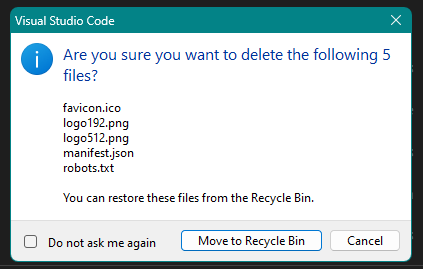 Visual Studio Code
Are you sure you want to delete the following 5
files?
favicon.ico
logo192.png
logo512.png
manifest.json
robots.txt
You can restore these files from the Recycle Bin.
Do not ask me again
Move to Recycle Bin
Cancel